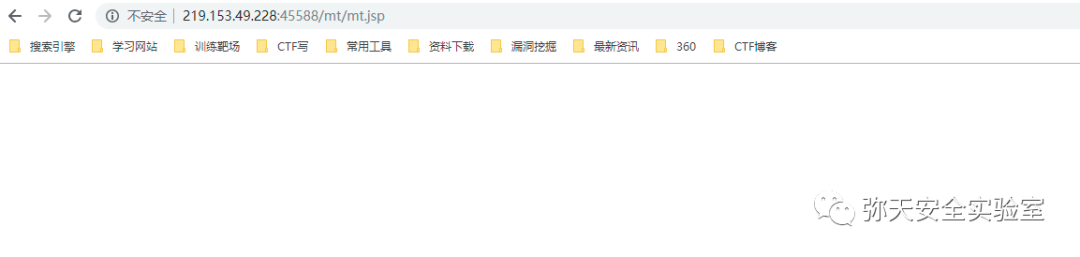 不安全 219.153.49.228:45588/mt/mt.jsp
搜索引擎 学习网站 训练靶场 CTF写 常用工具 资料下载 漏洞挖掘 最新资讯 360 CTF博客
弥天安全实验室